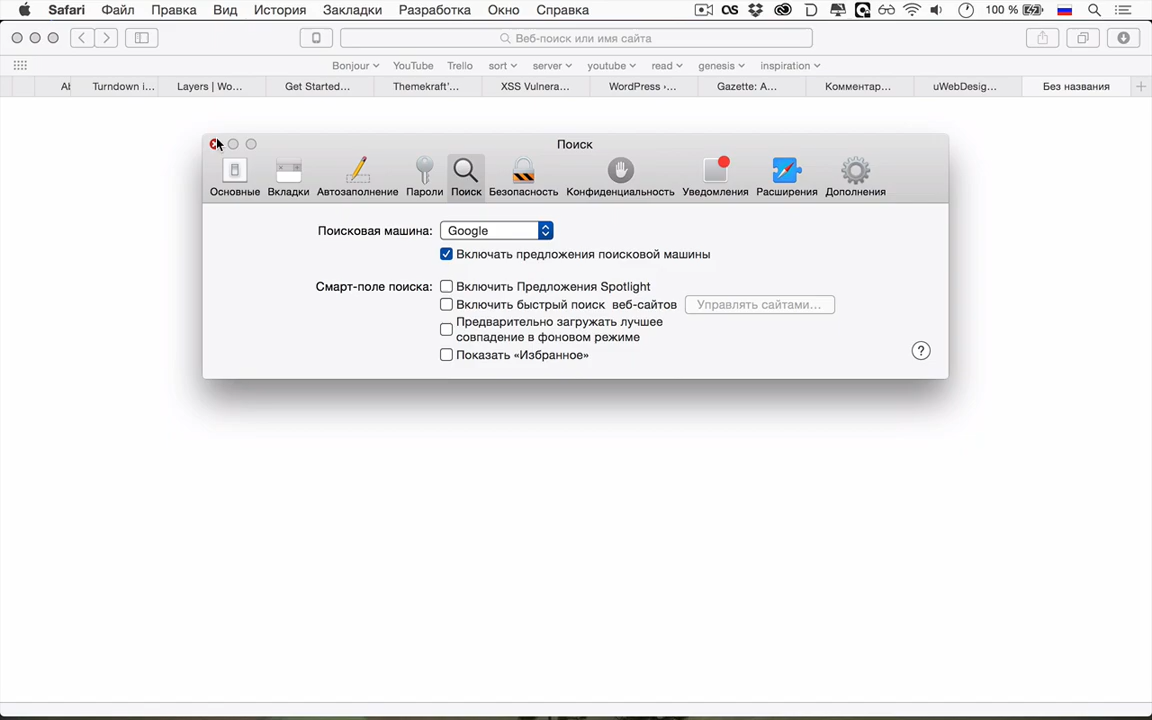 Safari Файл Правка Вид История Закладки Разработка Окно Справка 100 %
Веб-поиск или имя сайта
Bonjour YouTube Trello sort server youtube read genesis inspiration
Turndown i... Layers | Wo... Get Started... Themekraft'... XSS Vulnera... WordPress ›... Gazette: A... Комментар... uWebDesig... Без названия
Поиск
Основные Вкладки Автозаполнение Пароли Поиск Безопасность Конфиденциальность Уведомления Расширения Дополнения
Поисковая машина: Google
Включать предложения поисковой машины
Смарт-поле поиска: Включить Предложения Spotlight
Включить быстрый поиск веб-сайтов Управлять сайтами...
Предварительно загружать лучшее
совпадение в фоновом режиме
Показать «Избранное» ?